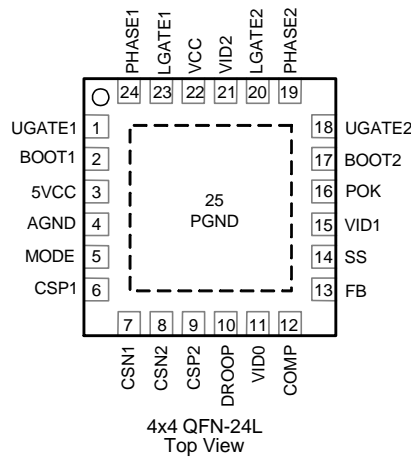 PHASE1
LGATE1
VCC
VID2
LGATE2
PHASE2
24 23 22 21 20 19
UGATE1 1
BOOT1 2
5VCC 3
AGND 4
MODE 5
CSP1 6
25
PGND
18 UGATE2
17 BOOT2
16 POK
15 VID1
14 SS
13 FB
7 8 9 10 11 12
CSN1
CSN2
CSP2
DROOP
VID0
COMP
4x4 QFN-24L
Top View